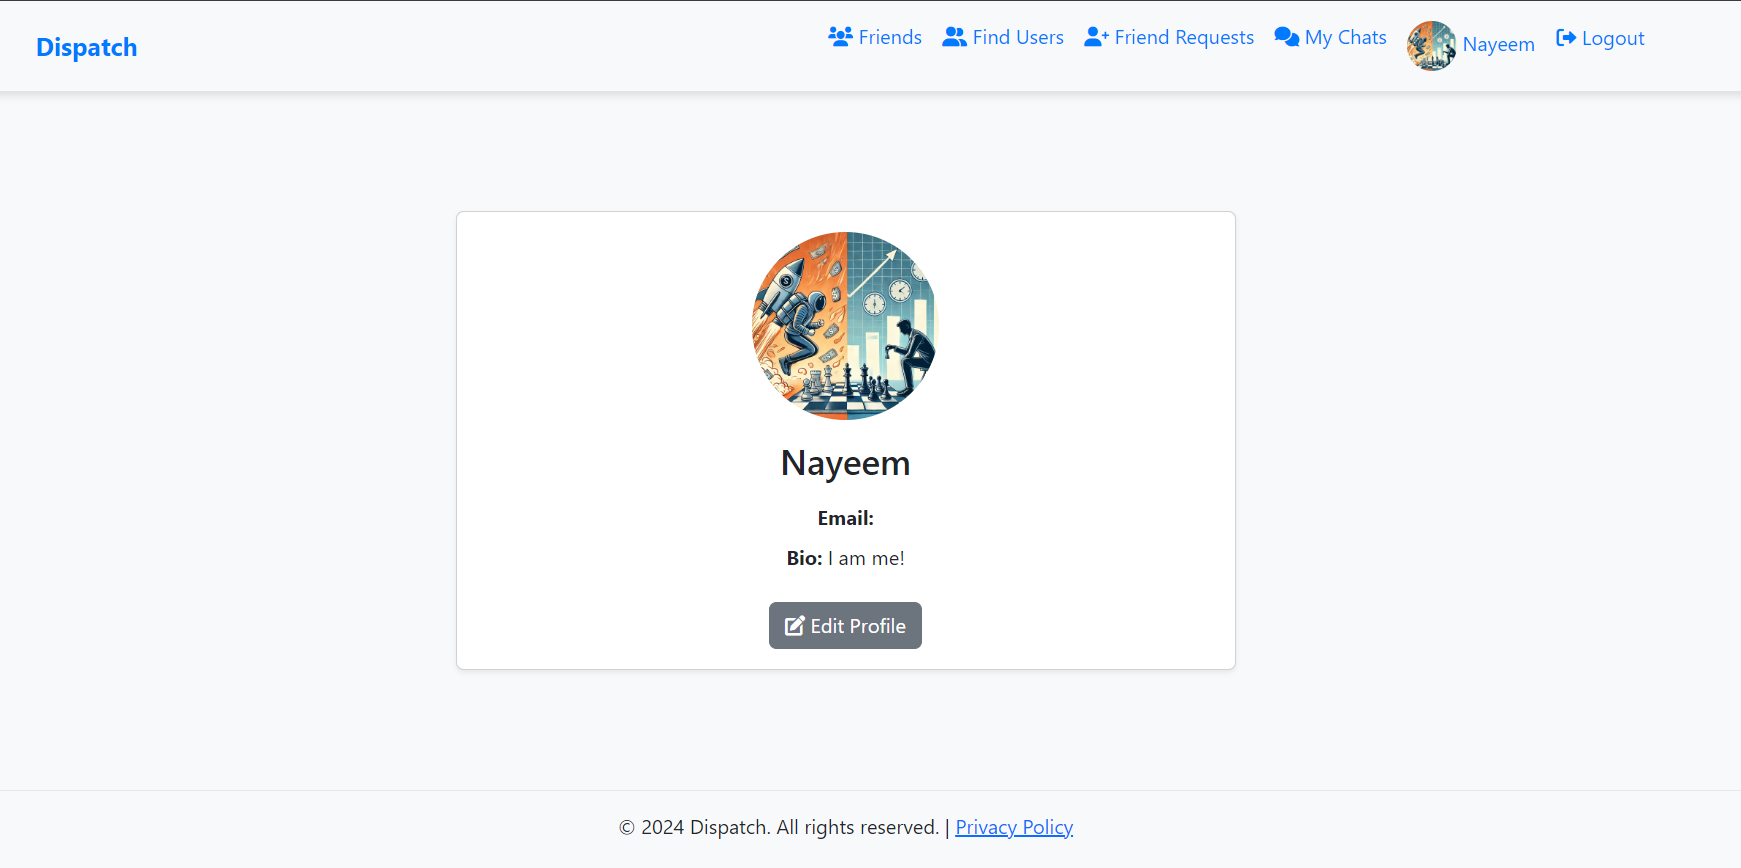 Dispatch
Friends Find Users Friend Requests My Chats Nayeem Logout
Nayeem
Email:
Bio: I am me!
Edit Profile
© 2024 Dispatch. All rights reserved. | Privacy Policy